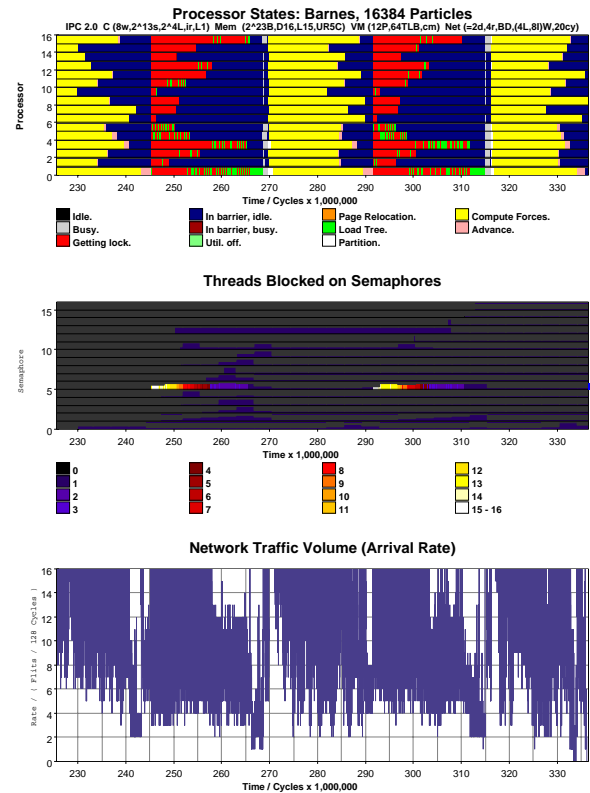 Processor States: Barnes, 16384 Particles
IPC 2.0 C (8w,2^13s,2^4L,ir,L1) Mem (2^23B,D16,L15,UR5C) VM (12P,64TLB,cm) Net (=2d,4r,BD,(4L,8I)W,20cy)
16
14
12
10
8
6
4
2
0
Processor
230 240 250 260 270 280 290 300 310 320 330
Time / Cycles x 1,000,000
Idle. In barrier, idle. Page Relocation. Compute Forces.
Busy. In barrier, busy. Load Tree. Advance.
Getting lock. Util. off. Partition.
Threads Blocked on Semaphores
15
10
5
0
Semaphore
230 240 250 260 270 280 290 300 310 320 330
Time x 1,000,000
0 4 8 12
1 5 9 13
2 6 10 14
3 7 11 15 - 16
Network Traffic Volume (Arrival Rate)
16
14
12
10
8
6
4
2
0
Rate / ( Flits / 128 Cycles )
230 240 250 260 270 280 290 300 310 320 330
Time / Cycles x 1,000,000